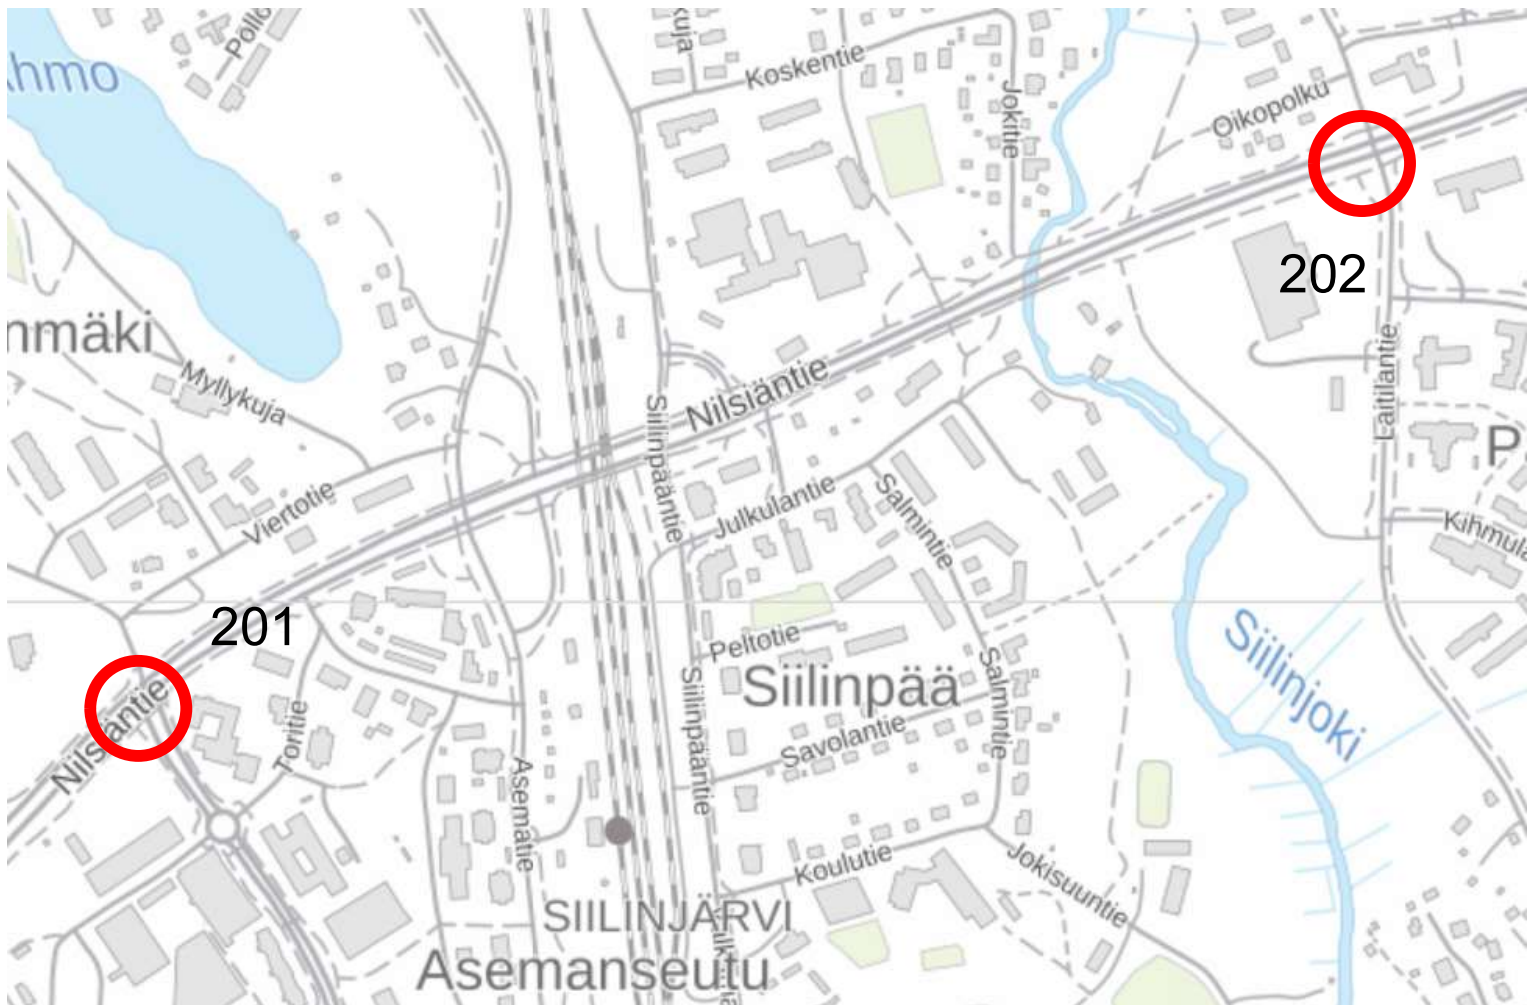 kuja
Koskentie
hmo
Jokitie
Oikopolku
202
nmäki
Myllykuja
Nilsiäntie
Laitilantie
Siilinpääntie
P
Viertotie
Julkulantie
Salmintie
Kihmula
201
Peltotie
Siilinpää
Siilinjoki
Salmintie
Nilsiäntie
Toritie
Siilinpääntie
Savolantie
Asematie
Koulutie
Jokisuuntie
SIILINJÄRVI
Asemanseutu